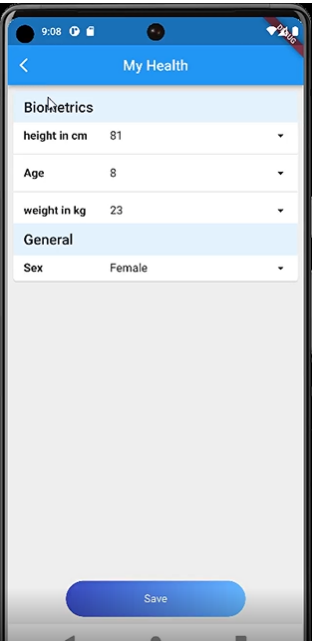 9:08
DEBUG
My Health
Biometrics
height in cm 81
Age 8
weight in kg 23
General
Sex Female
Save